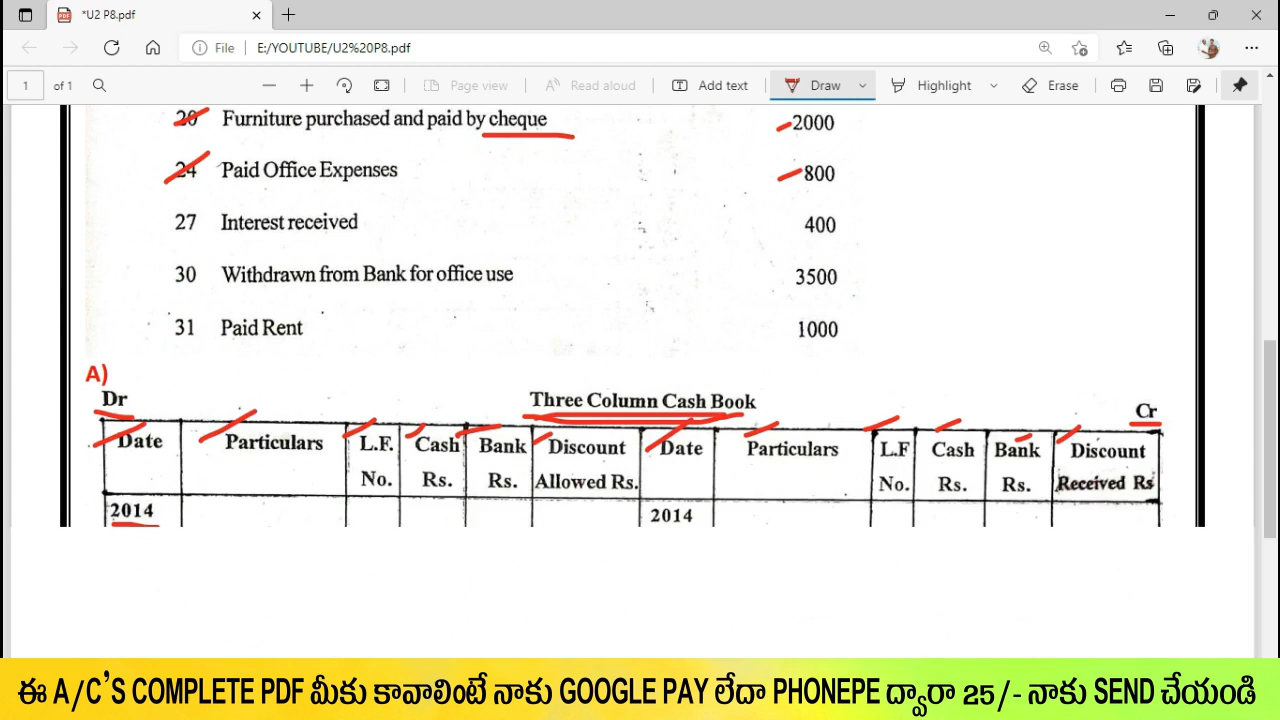 *U2 P8.pdf
File E:/YOUTUBE/U2%20P8.pdf
1 of 1 Page view Read aloud Add text Draw Highlight Erase
20 Furniture purchased and paid by cheque 2000
24 Paid Office Expenses 800
27 Interest received 400
30 Withdrawn from Bank for office use 3500
31 Paid Rent 1000
A)
Dr Three Column Cash Book Cr
Date Particulars L.F. Cash Bank Discount Date Particulars L.F Cash Bank Discount
No. Rs. Rs. Allowed Rs. No. Rs. Rs. Received Rs
2014 2014
ఈ A/C'S COMPLETE PDF మీకు కావాలింటే నాకు GOOGLE PAY లేదా PHONEPE ద్వారా 25/- నాకు SEND చేయండి